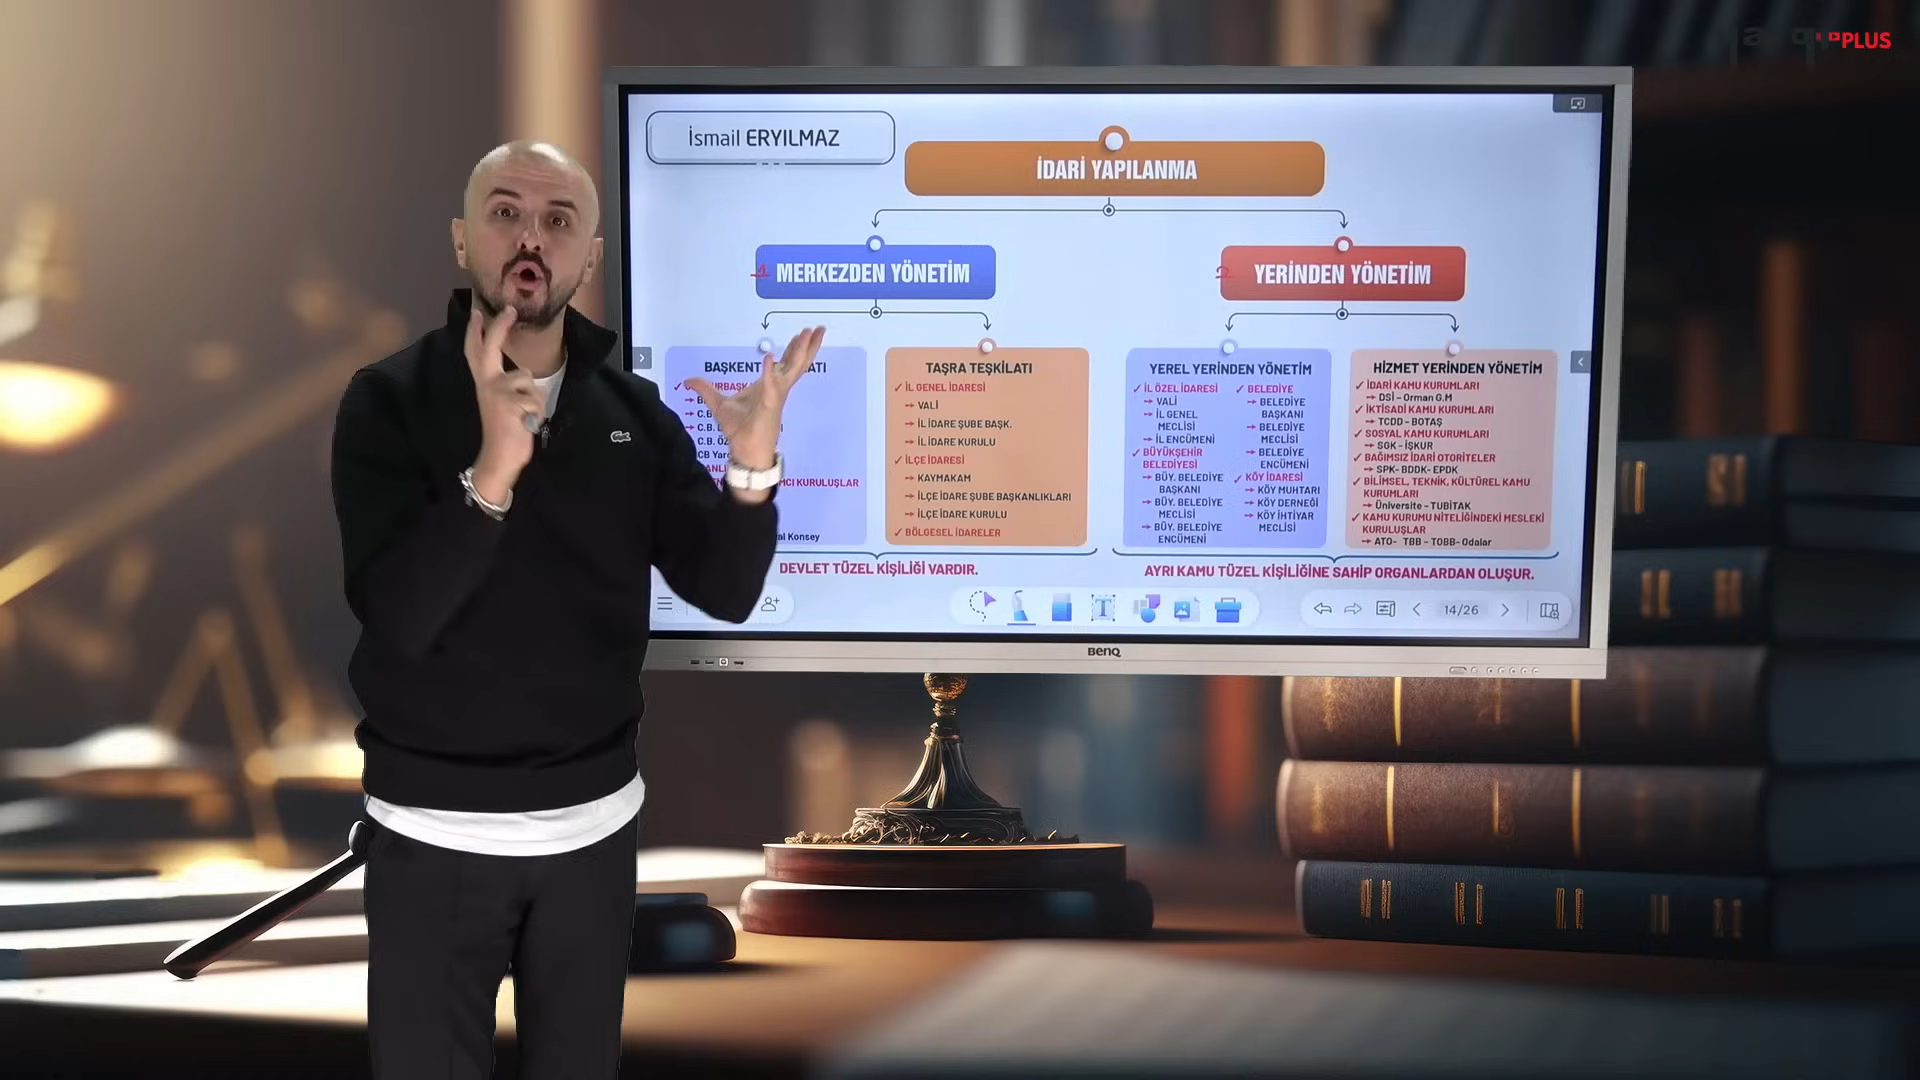 PLUS
İsmail ERYILMAZ
İDARİ YAPILANMA
1 MERKEZDEN YÖNETİM
2 YERİNDEN YÖNETİM
BAŞKENT
TAŞRA TEŞKİLATI
✓ İL GENEL İDARESİ
→ VALİ
→ İL İDARE ŞUBE BAŞK.
→ İL İDARE KURULU
✓ İLÇE İDARESİ
→ KAYMAKAM
→ İLÇE İDARE ŞUBE BAŞKANLIKLARI
→ İLÇE İDARE KURULU
✓ BÖLGESEL İDARELER
KURULUŞLAR
Konsey
DEVLET TÜZEL KİŞİLİĞİ VARDIR.
YEREL YERİNDEN YÖNETİM
✓ İL ÖZEL İDARESİ
→ VALİ
→ İL GENEL
MECLİSİ
→ İL ENCÜMENİ
✓ BÜYÜKŞEHİR
BELEDİYESİ
→ BÜY. BELEDİYE
BAŞKANI
→ BÜY. BELEDİYE
MECLİSİ
→ BÜY. BELEDİYE
ENCÜMENİ
✓ BELEDİYE
→ BELEDİYE
BAŞKANI
→ BELEDİYE
MECLİSİ
→ BELEDİYE
ENCÜMENİ
✓ KÖY İDARESİ
→ KÖY MUHTARI
→ KÖY DERNEĞİ
→ KÖY İHTİYAR
MECLİSİ
HİZMET YERİNDEN YÖNETİM
✓ İDARİ KAMU KURUMLARI
→ DSİ - Orman G.M
✓ İKTİSADİ KAMU KURUMLARI
→ TCDD - BOTAŞ
✓ SOSYAL KAMU KURUMLARI
→ SGK - İŞKUR
✓ BAĞIMSIZ İDARİ OTORİTELER
→ SPK- BDDK- EPDK
✓ BİLİMSEL, TEKNİK, KÜLTÜREL KAMU
KURUMLARI
→ Üniversite - TUBİTAK
✓ KAMU KURUMU NİTELİĞİNDEKİ MESLEKİ
KURULUŞLAR
→ ATO- TBB - TOBB- Odalar
AYRI KAMU TÜZEL KİŞİLİĞİNE SAHİP ORGANLARDAN OLUŞUR.
14/26
BenQ